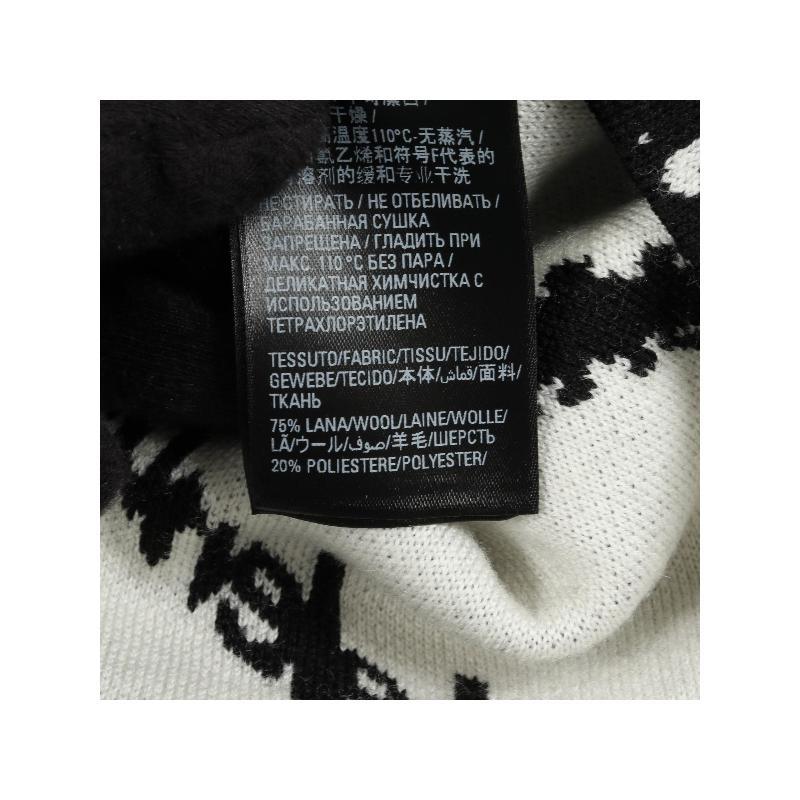 干燥/
高温度110°C-无蒸汽/
氯乙烯和符号F代表的
溶剂的缓和专业干洗
НЕ СТИРАТЬ / НЕ ОТБЕЛИВАТЬ /
БАРАБАННАЯ СУШКА
ЗАПРЕЩЕНА / ГЛАДИТЬ ПРИ
МАКС 110 °C БЕЗ ПАРА /
ДЕЛИКАТНАЯ ХИМЧИСТКА С
ИСПОЛЬЗОВАНИЕМ
ТЕТРАХЛОРЭТИЛЕНА
TESSUTO/FABRIC/TISSU/TEJIDO/
GEWEBE/TECIDO/本体/قماش/面料/
ТКАНЬ
75% LANA/WOOL/LAINE/WOLLE/
LÃ/ウール/صوف/羊毛/ШЕРСТЬ
20% POLIESTERE/POLYESTER/